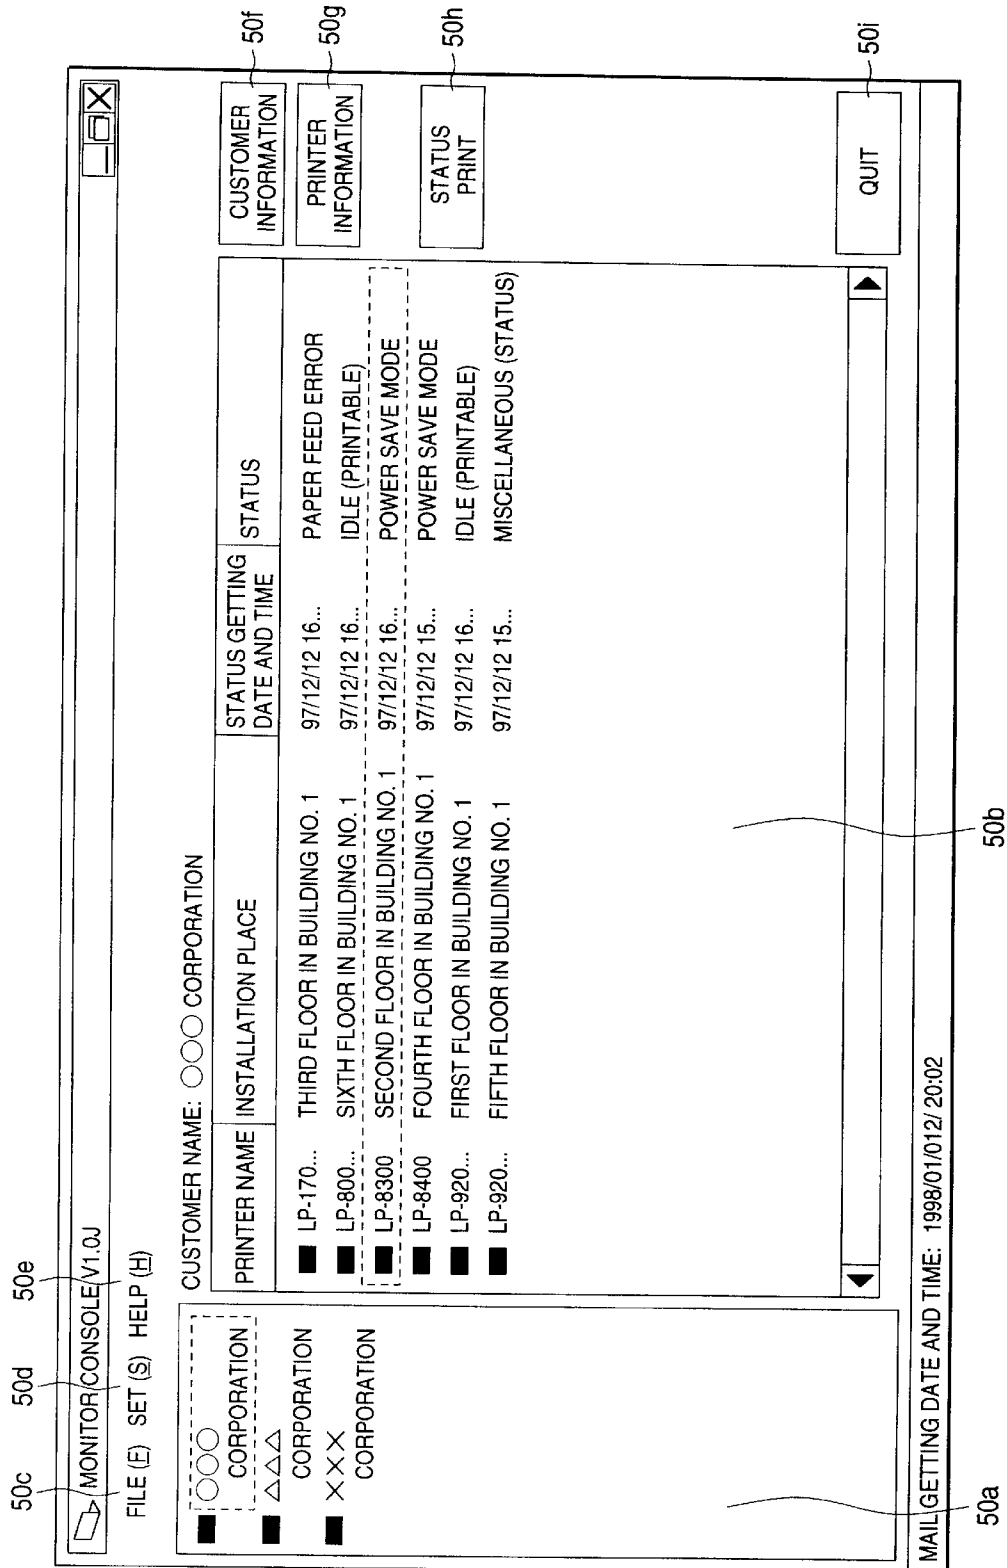 50c 50d 50e
MONITOR CONSOLE V1.0J
FILE (F) SET (S) HELP (H)
○○○ CORPORATION
△△△ CORPORATION
××× CORPORATION
CUSTOMER NAME: ○○○ CORPORATION
PRINTER NAME INSTALLATION PLACE STATUS GETTING DATE AND TIME STATUS
LP-170... THIRD FLOOR IN BUILDING NO. 1 97/12/12 16... PAPER FEED ERROR
LP-800... SIXTH FLOOR IN BUILDING NO. 1 97/12/12 16... IDLE (PRINTABLE)
LP-8300 SECOND FLOOR IN BUILDING NO. 1 97/12/12 16... POWER SAVE MODE
LP-8400 FOURTH FLOOR IN BUILDING NO. 1 97/12/12 15... POWER SAVE MODE
LP-920... FIRST FLOOR IN BUILDING NO. 1 97/12/12 16... IDLE (PRINTABLE)
LP-920... FIFTH FLOOR IN BUILDING NO. 1 97/12/12 15... MISCELLANEOUS (STATUS)
CUSTOMER INFORMATION 50f
PRINTER INFORMATION 50g
STATUS PRINT 50h
QUIT 50i
MAIL GETTING DATE AND TIME: 1998/01/012/ 20:02
50a 50b